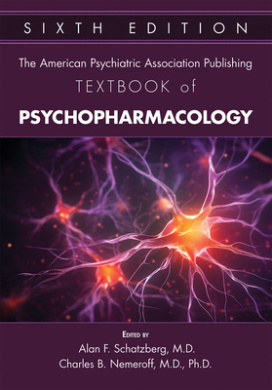 SIXTH EDITION
The American Psychiatric Association Publishing
TEXTBOOK of
PSYCHOPHARMACOLOGY
EDITED BY
Alan F. Schatzberg, M.D.
Charles B. Nemeroff, M.D., Ph.D.